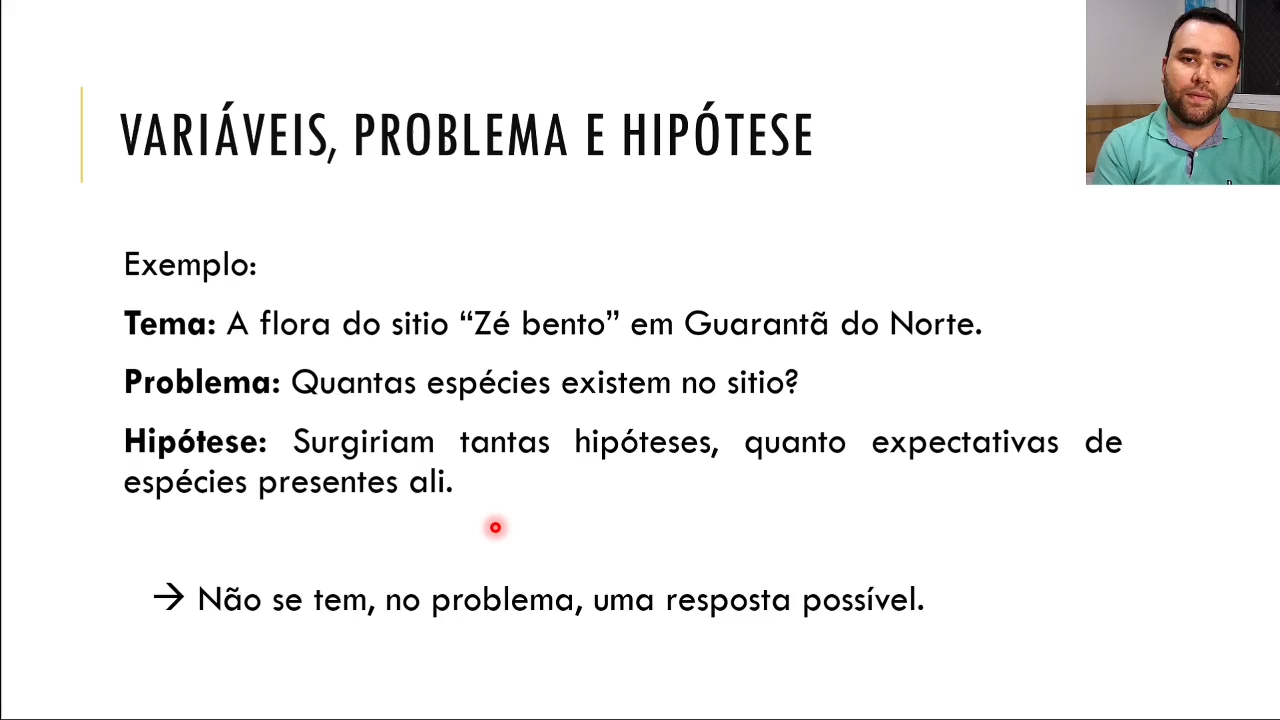 VARIÁVEIS, PROBLEMA E HIPÓTESE
Exemplo:
Tema: A flora do sitio “Zé bento” em Guarantã do Norte.
Problema: Quantas espécies existem no sitio?
Hipótese: Surgiriam tantas hipóteses, quanto expectativas de
espécies presentes ali.
→ Não se tem, no problema, uma resposta possível.